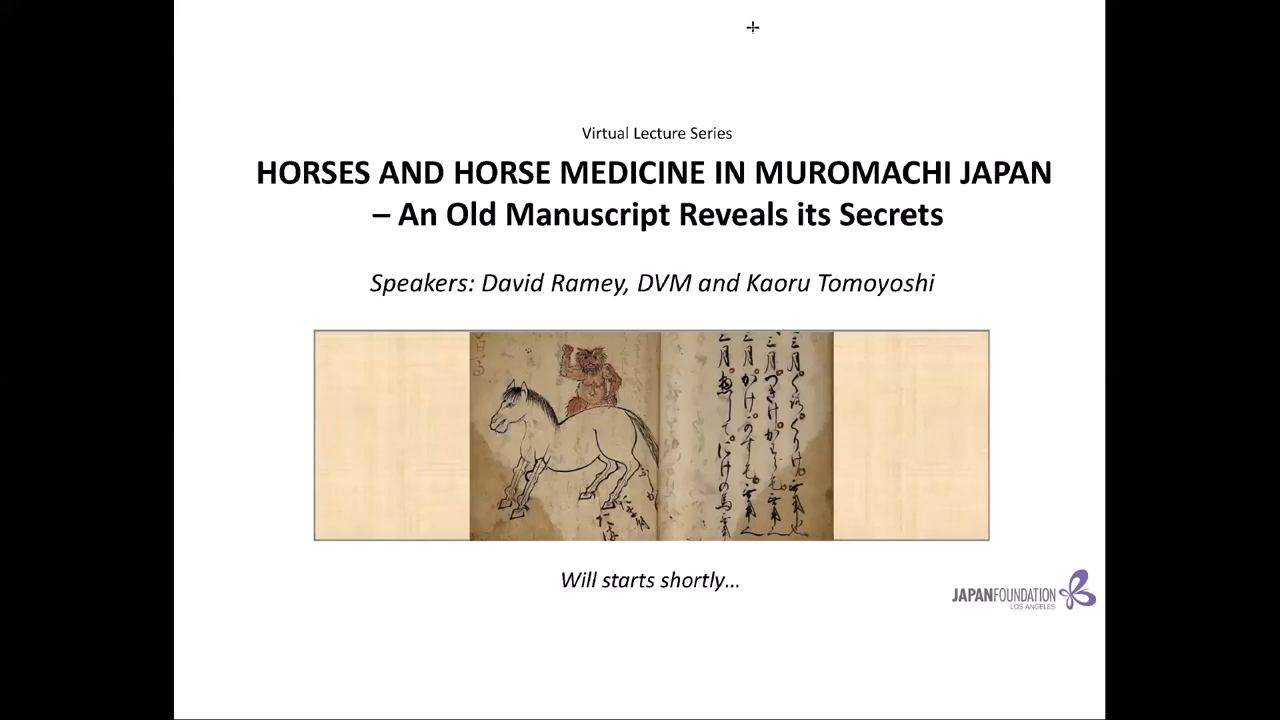 Virtual Lecture Series
HORSES AND HORSE MEDICINE IN MUROMACHI JAPAN
– An Old Manuscript Reveals its Secrets
Speakers: David Ramey, DVM and Kaoru Tomoyoshi
Will starts shortly...
JAPANFOUNDATION
LOS ANGELES